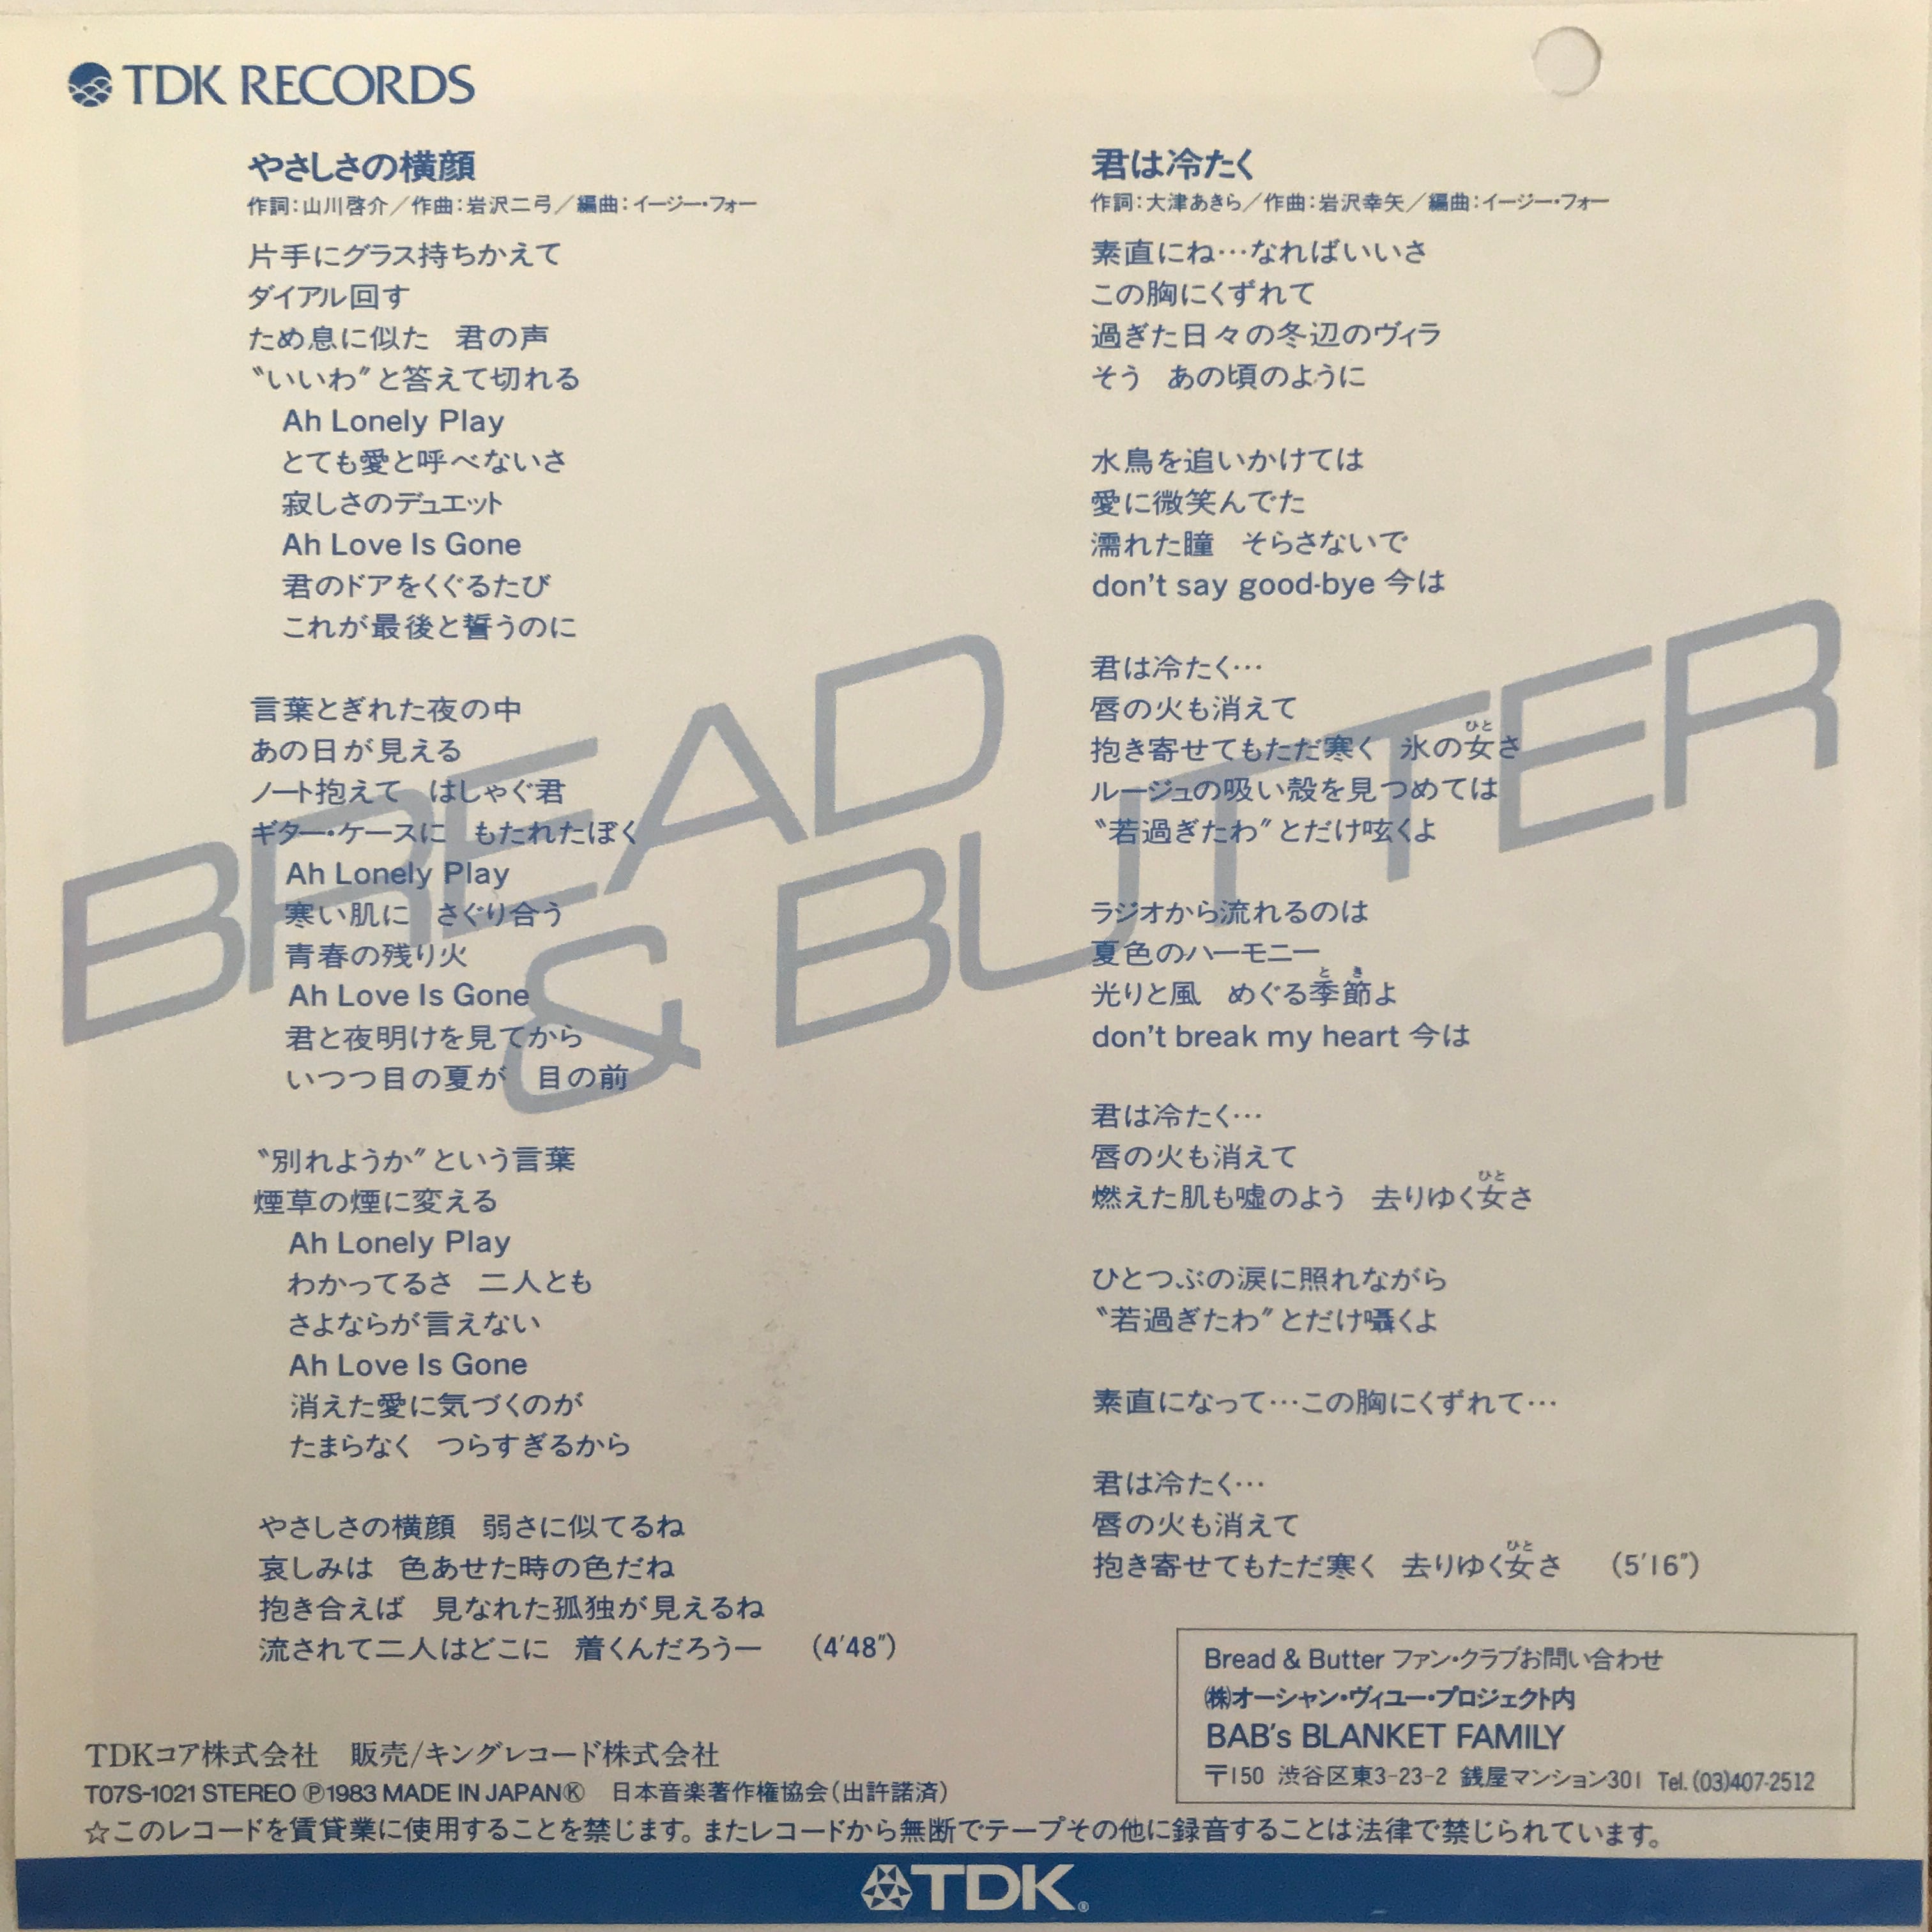 TDK RECORDS
やさしさの横顔
作詞：山川啓介／作曲：岩沢二弓／編曲：イージー・フォー
片手にグラス持ちかえて
ダイアル回す
ため息に似た　君の声
〝いいわ〟と答えて切れる
Ah Lonely Play
とても愛と呼べないさ
寂しさのデュエット
Ah Love Is Gone
君のドアをくぐるたび
これが最後と誓うのに
言葉とぎれた夜の中
あの日が見える
ノート抱えて　はしゃぐ君
ギター・ケースに　もたれたぼく
Ah Lonely Play
寒い肌に　さぐり合う
青春の残り火
Ah Love Is Gone
君と夜明けを見てから
いつつ目の夏が　目の前
〝別れようか〟という言葉
煙草の煙に変える
Ah Lonely Play
わかってるさ　二人とも
さよならが言えない
Ah Love Is Gone
消えた愛に気づくのが
たまらなく　つらすぎるから
やさしさの横顔　弱さに似てるね
哀しみは　色あせた時の色だね
抱き合えば　見なれた孤独が見えるね
流されて二人はどこに　着くんだろうー　（4′48″）
君は冷たく
作詞：大津あきら／作曲：岩沢幸矢／編曲：イージー・フォー
素直にね…なればいいさ
この胸にくずれて
過ぎた日々の冬辺のヴィラ
そう　あの頃のように
水鳥を追いかけては
愛に微笑んでた
濡れた瞳　そらさないで
don't say good-bye 今は
君は冷たく…
唇の火も消えて
ひと
抱き寄せてもただ寒く　氷の女さ
ルージュの吸い殻を見つめては
〝若過ぎたわ〟とだけ呟くよ
ラジオから流れるのは
夏色のハーモニー
とき
光りと風　めぐる季節よ
don't break my heart 今は
君は冷たく…
唇の火も消えて
ひと
燃えた肌も嘘のよう　去りゆく女さ
ひとつぶの涙に照れながら
〝若過ぎたわ〟とだけ囁くよ
素直になって…この胸にくずれて…
君は冷たく…
唇の火も消えて
ひと
抱き寄せてもただ寒く　去りゆく女さ　（5′16″）
BREAD
& BUTTER
Bread & Butter ファン・クラブお問い合わせ
㈱オーシャン・ヴィユー・プロジェクト内
BAB's BLANKET FAMILY
〒150 渋谷区東3-23-2 銭屋マンション301 Tel. (03)407-2512
TDKコア株式会社　販売/キングレコード株式会社
T07S-1021 STEREO Ⓟ1983 MADE IN JAPANⓀ　日本音楽著作権協会（出許諾済）
☆このレコードを賃貸業に使用することを禁じます。またレコードから無断でテープその他に録音することは法律で禁じられています。
TDK®